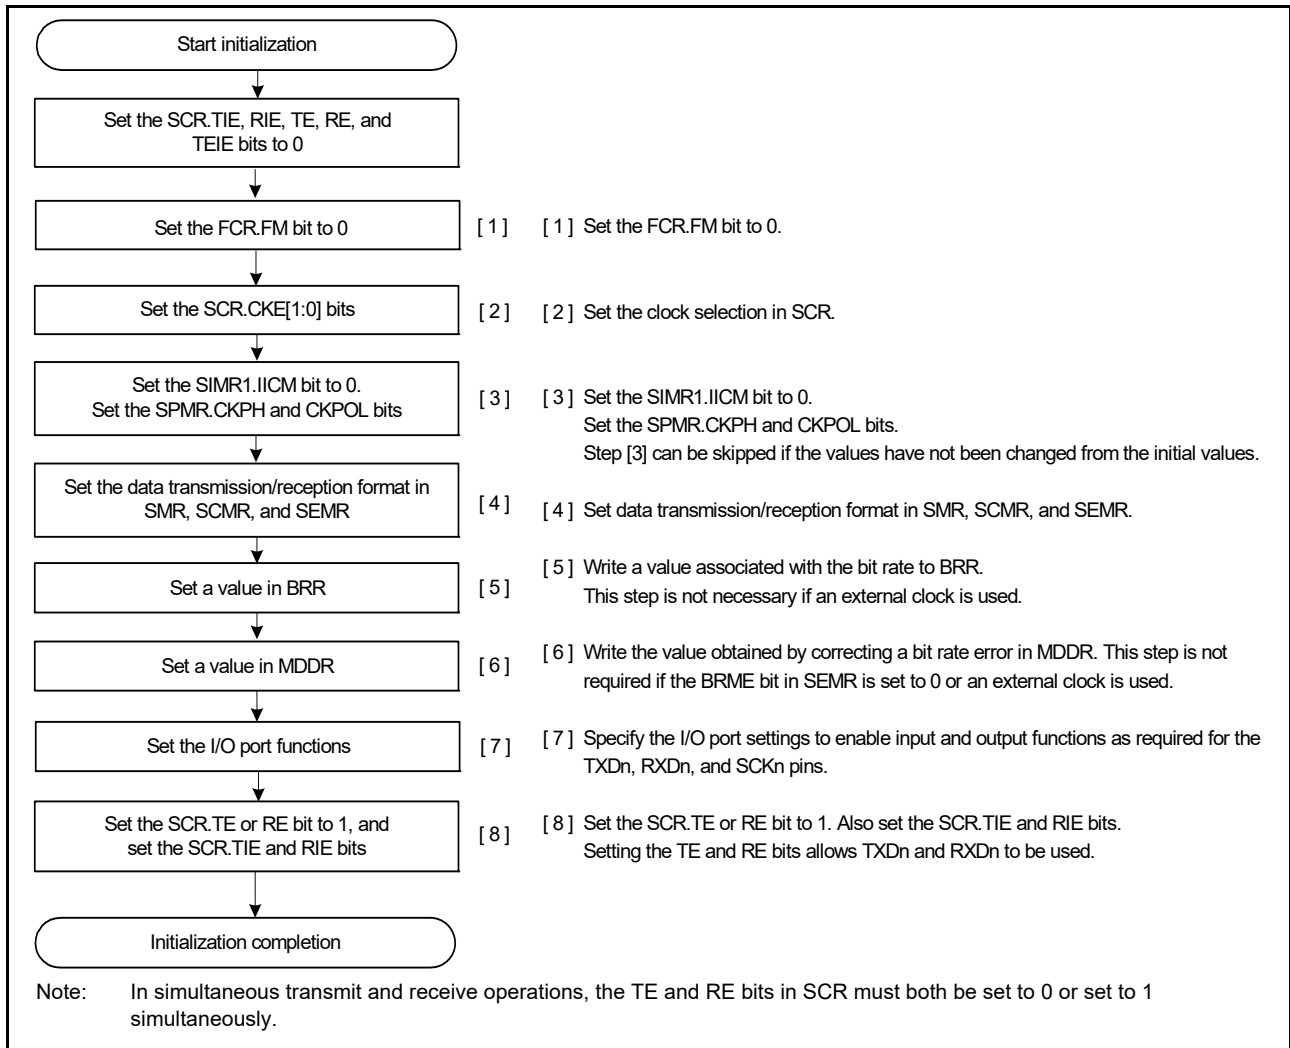 Start initialization
Set the SCR.TIE, RIE, TE, RE, and
TEIE bits to 0
Set the FCR.FM bit to 0
[ 1 ]
[ 1 ] Set the FCR.FM bit to 0.
Set the SCR.CKE[1:0] bits
[ 2 ]
[ 2 ] Set the clock selection in SCR.
Set the SIMR1.IICM bit to 0.
Set the SPMR.CKPH and CKPOL bits
[ 3 ]
[ 3 ] Set the SIMR1.IICM bit to 0.
Set the SPMR.CKPH and CKPOL bits.
Step [3] can be skipped if the values have not been changed from the initial values.
Set the data transmission/reception format in
SMR, SCMR, and SEMR
[ 4 ]
[ 4 ] Set data transmission/reception format in SMR, SCMR, and SEMR.
Set a value in BRR
[ 5 ]
[ 5 ] Write a value associated with the bit rate to BRR.
This step is not necessary if an external clock is used.
Set a value in MDDR
[ 6 ]
[ 6 ] Write the value obtained by correcting a bit rate error in MDDR. This step is not
required if the BRME bit in SEMR is set to 0 or an external clock is used.
Set the I/O port functions
[ 7 ]
[ 7 ] Specify the I/O port settings to enable input and output functions as required for the
TXDn, RXDn, and SCKn pins.
Set the SCR.TE or RE bit to 1, and
set the SCR.TIE and RIE bits
[ 8 ]
[ 8 ] Set the SCR.TE or RE bit to 1. Also set the SCR.TIE and RIE bits.
Setting the TE and RE bits allows TXDn and RXDn to be used.
Initialization completion
Note: In simultaneous transmit and receive operations, the TE and RE bits in SCR must both be set to 0 or set to 1
simultaneously.